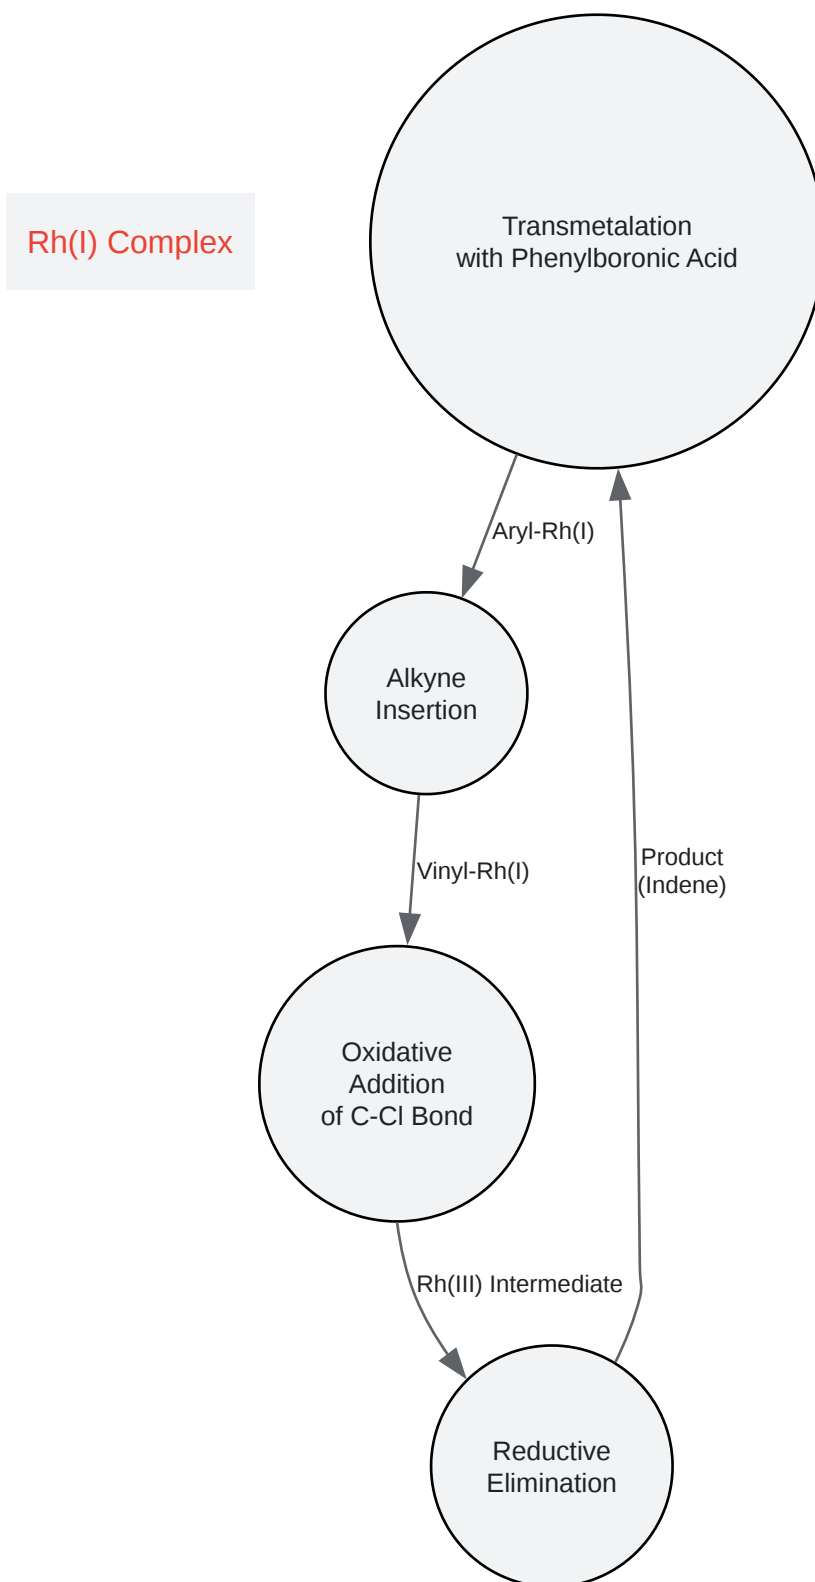 Rh(I) Complex
Transmetalation
with Phenylboronic Acid
Aryl-Rh(I)
Alkyne
Insertion
Vinyl-Rh(I)
Product
(Indene)
Oxidative
Addition
of C-Cl Bond
Rh(III) Intermediate
Reductive
Elimination